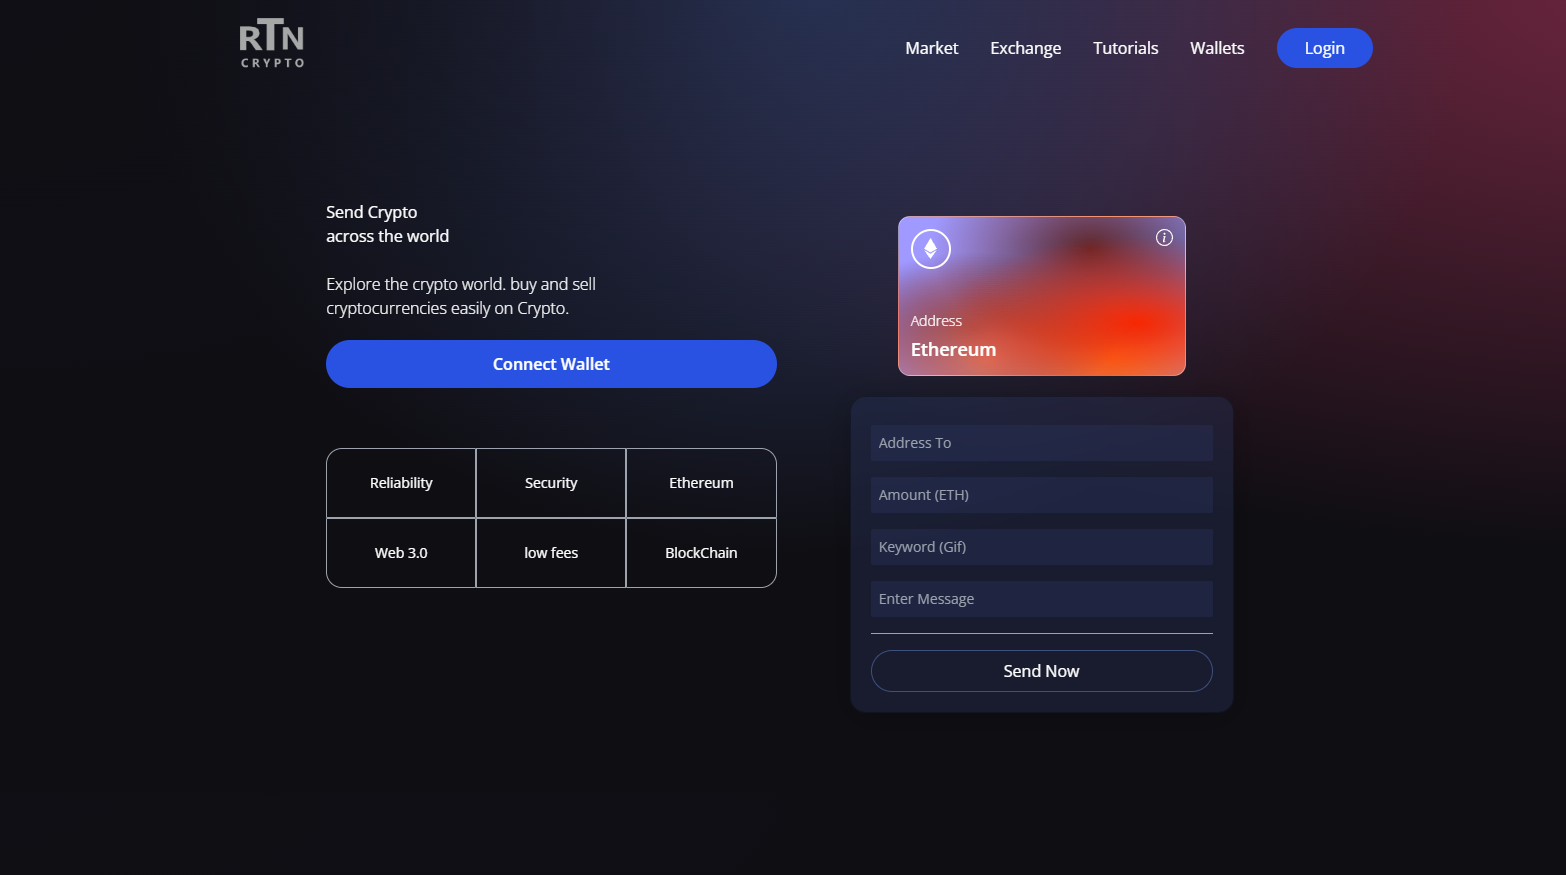 RTN
CRYPTO
Market
Exchange
Tutorials
Wallets
Login
Send Crypto
across the world
Explore the crypto world. buy and sell
cryptocurrencies easily on Crypto.
Connect Wallet
Reliability
Security
Ethereum
Web 3.0
low fees
BlockChain
i
Address
Ethereum
Address To
Amount (ETH)
Keyword (Gif)
Enter Message
Send Now